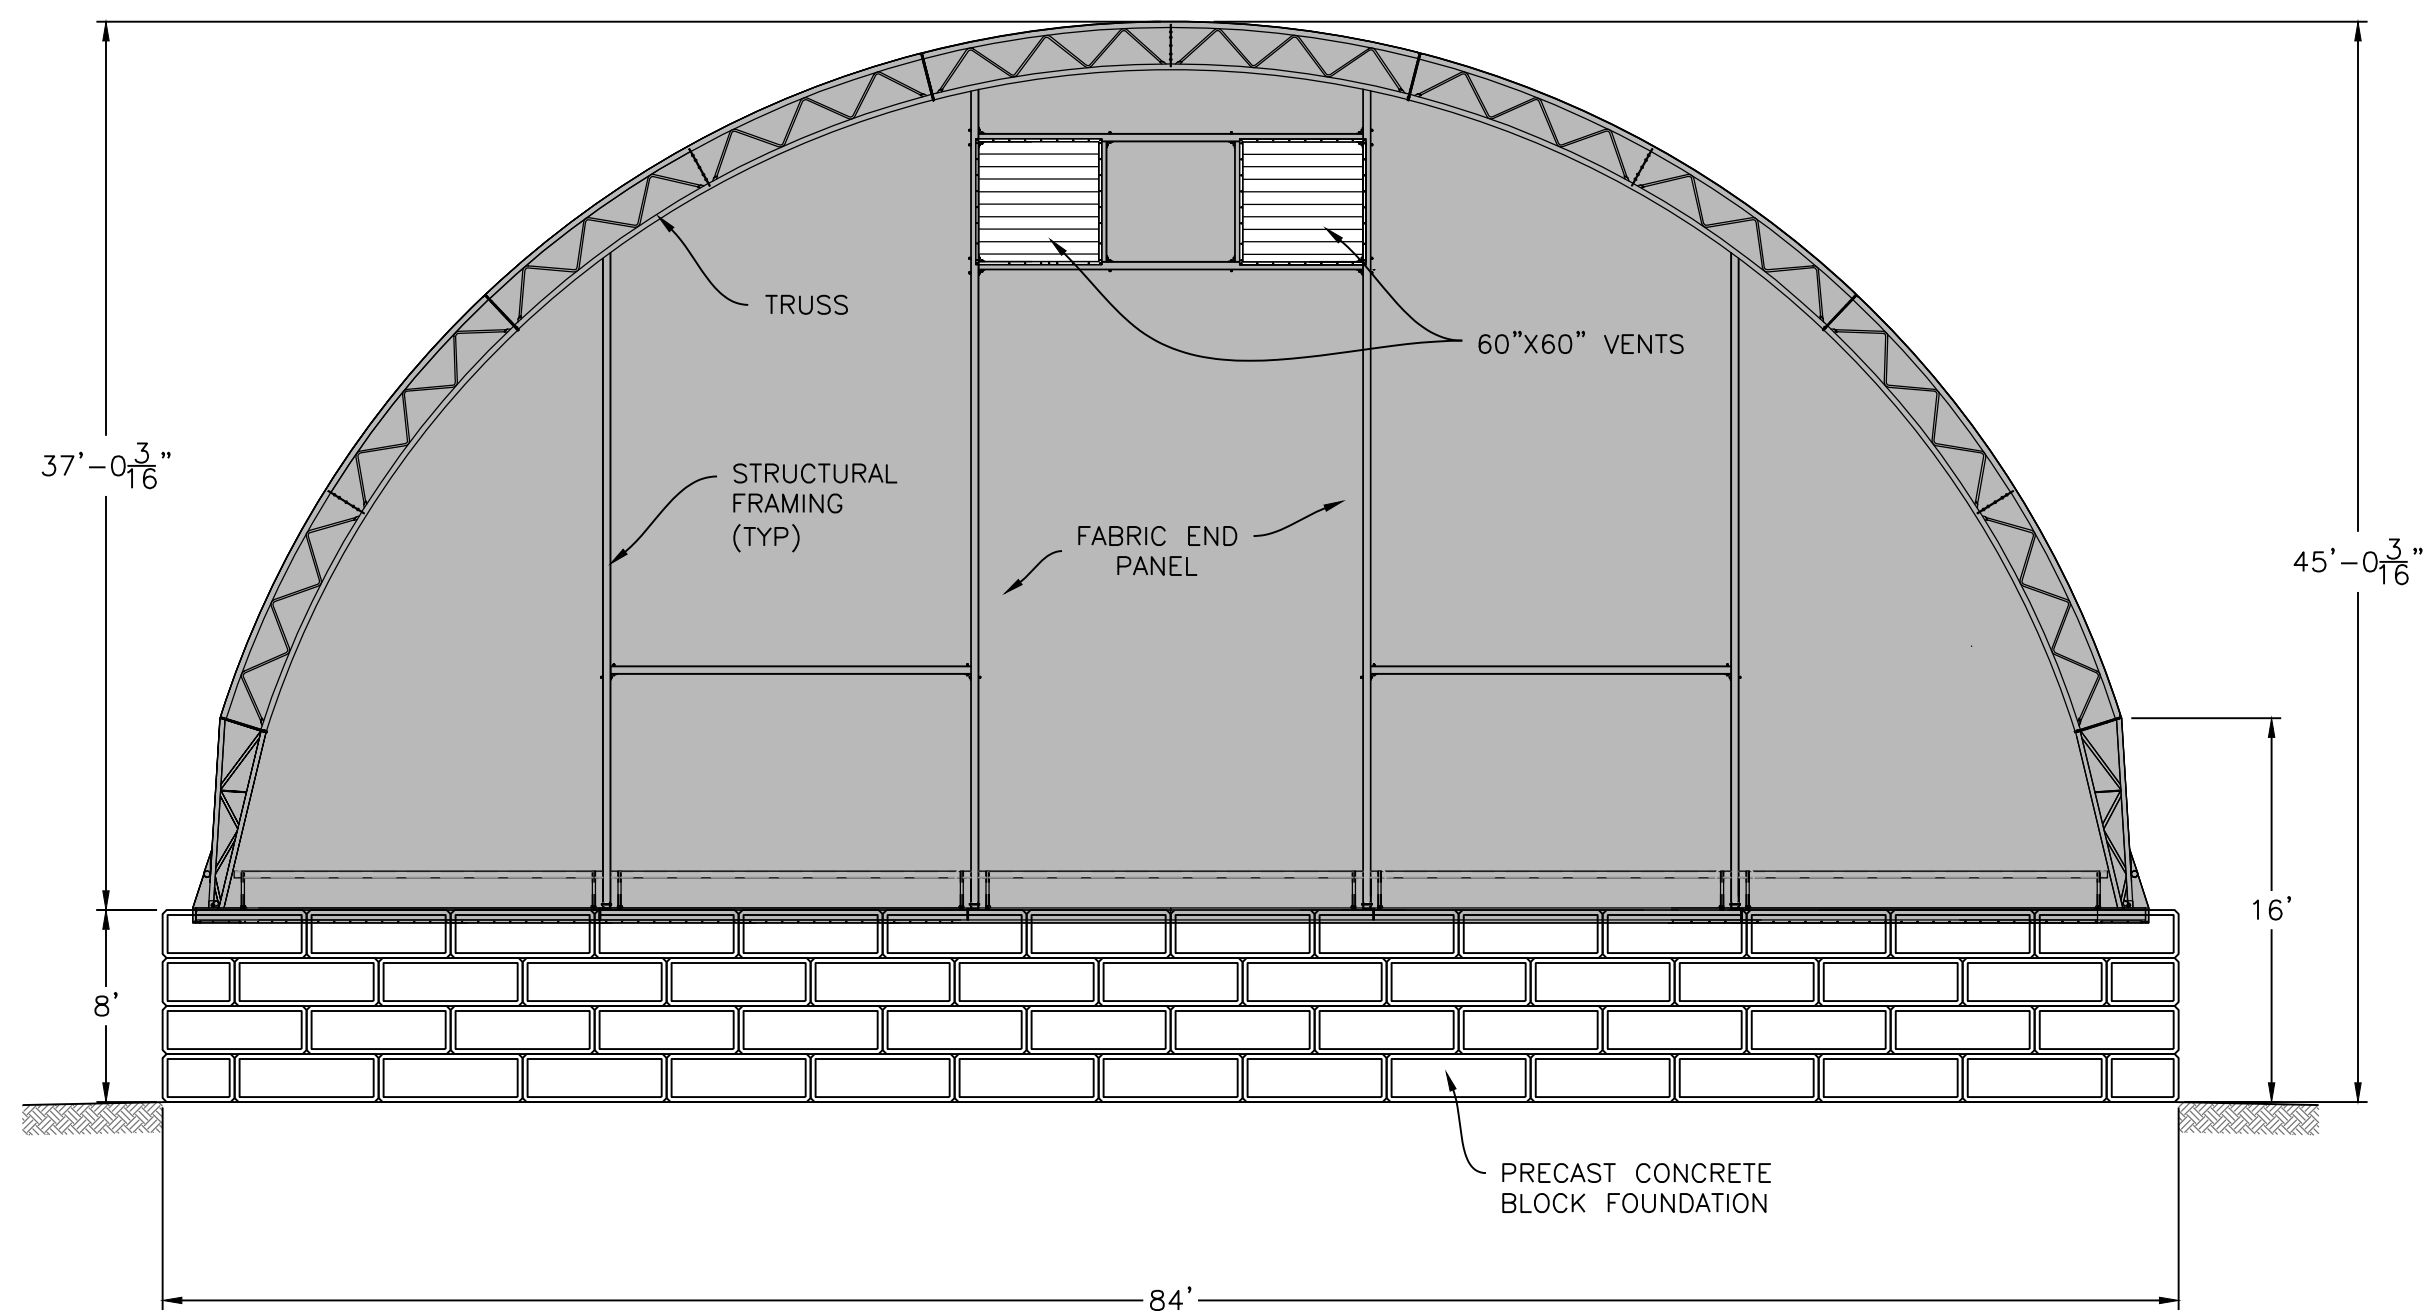 TRUSS
60”X60” VENTS
37’-0 3/16”
STRUCTURAL
FRAMING
(TYP)
FABRIC END
PANEL
45’-0 3/16”
16’
8’
PRECAST CONCRETE
BLOCK FOUNDATION
84’